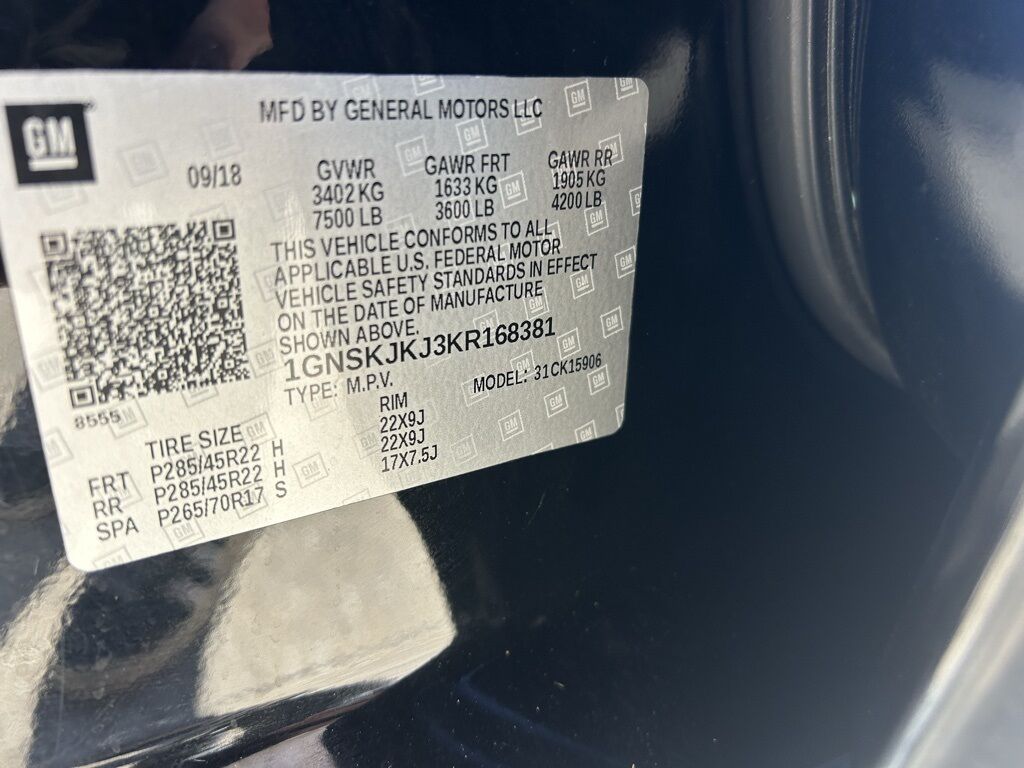 GM
MFD BY GENERAL MOTORS LLC
09/18
GVWR GAWR FRT GAWR RR
3402 KG 1633 KG 1905 KG
7500 LB 3600 LB 4200 LB
THIS VEHICLE CONFORMS TO ALL
APPLICABLE U.S. FEDERAL MOTOR
VEHICLE SAFETY STANDARDS IN EFFECT
ON THE DATE OF MANUFACTURE
SHOWN ABOVE.
1GNSKJKJ3KR168381
TYPE: M.P.V. MODEL: 31CK15906
8555
TIRE SIZE RIM
FRT P285/45R22 H 22X9J
RR P285/45R22 H 22X9J
SPA P265/70R17 S 17X7.5J